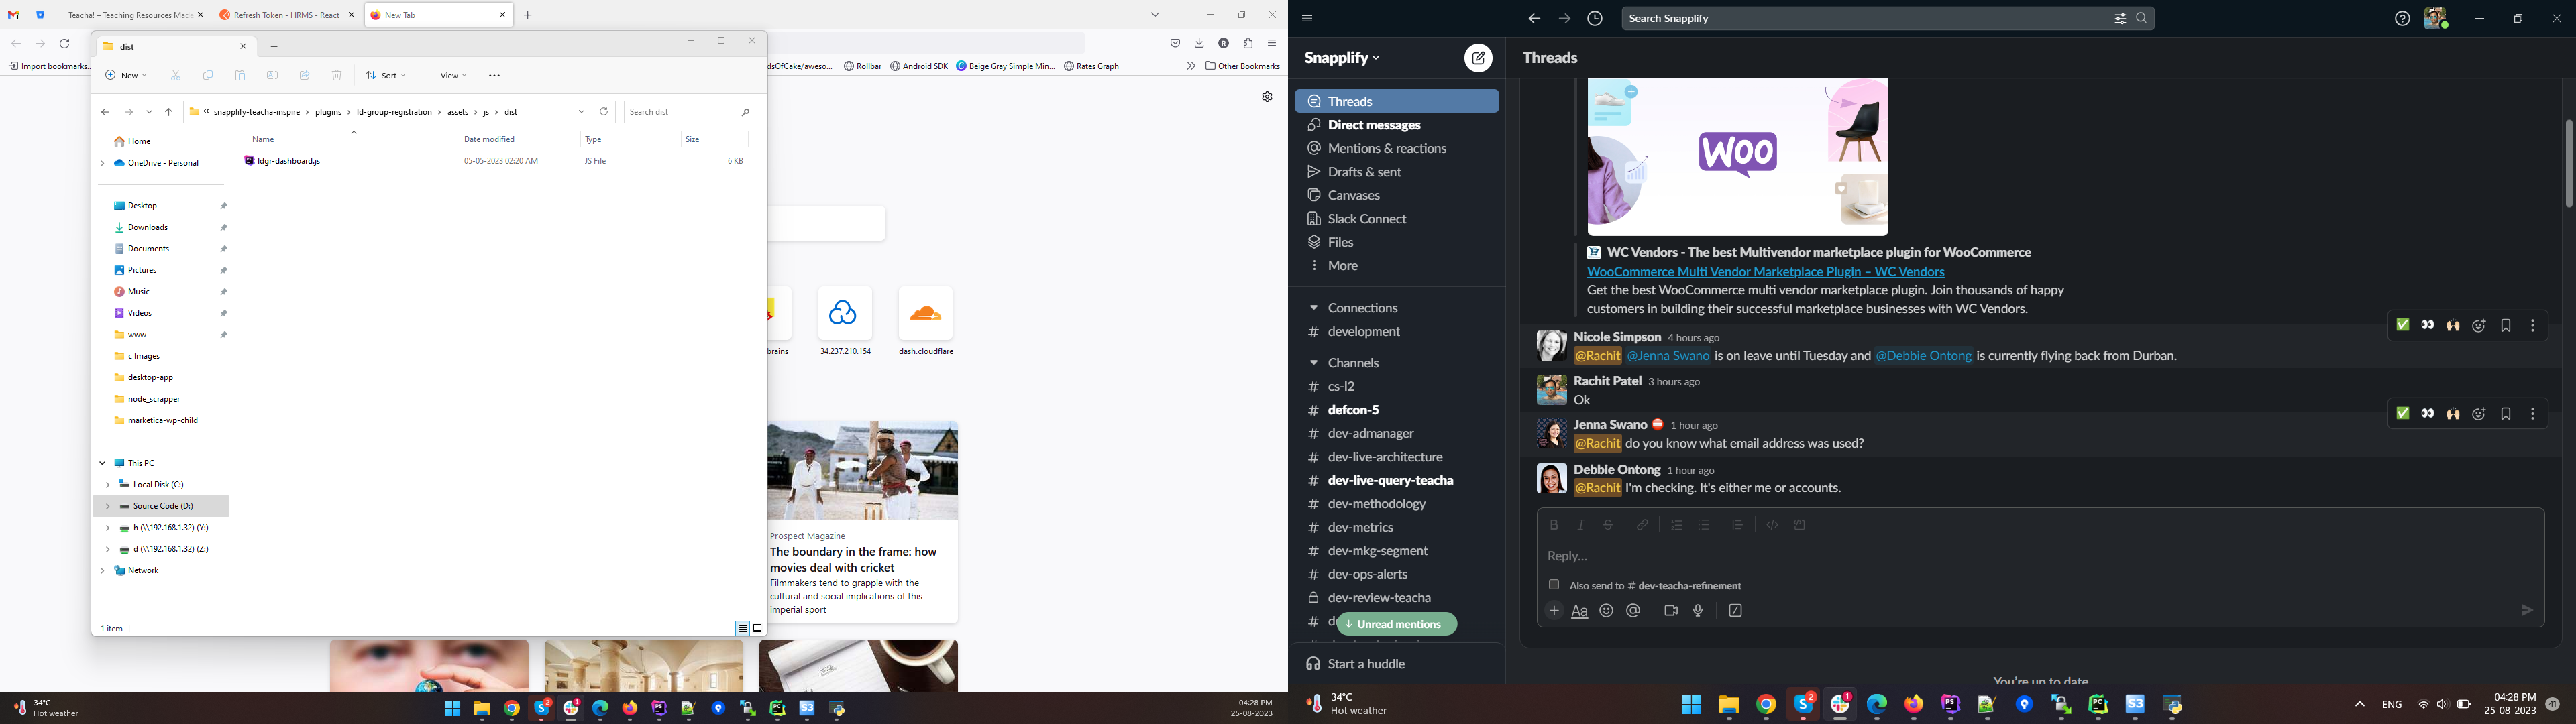 Teacha! – Teaching Resources Made
Refresh Token - HRMS - React
New Tab
Import bookmarks...
dsOfCake/aweso...
Rollbar
Android SDK
Beige Gray Simple Min...
Rates Graph
Other Bookmarks
dist
New
Sort
View
snapplify-teacha-inspire > plugins > ld-group-registration > assets > js > dist
Search dist
Name
Date modified
Type
Size
ldgr-dashboard.js
05-05-2023 02:20 AM
JS File
6 KB
Home
OneDrive - Personal
Desktop
Downloads
Documents
Pictures
Music
Videos
www
c Images
desktop-app
node_scrapper
marketica-wp-child
This PC
Local Disk (C:)
Source Code (D:)
h (\\192.168.1.32) (Y:)
d (\\192.168.1.32) (Z:)
Network
1 item
brains
34.237.210.154
dash.cloudflare
Prospect Magazine
The boundary in the frame: how
movies deal with cricket
Filmmakers tend to grapple with the
cultural and social implications of this
imperial sport
34°C
Hot weather
04:28 PM
25-08-2023
Search Snapplify
Snapplify
Threads
Direct messages
Mentions & reactions
Drafts & sent
Canvases
Slack Connect
Files
More
Connections
# development
Channels
# cs-l2
# defcon-5
# dev-admanager
# dev-live-architecture
# dev-live-query-teacha
# dev-methodology
# dev-metrics
# dev-mkg-segment
# dev-ops-alerts
dev-review-teacha
Unread mentions
Start a huddle
Threads
WOO
WC Vendors - The best Multivendor marketplace plugin for WooCommerce
WooCommerce Multi Vendor Marketplace Plugin – WC Vendors
Get the best WooCommerce multi vendor marketplace plugin. Join thousands of happy
customers in building their successful marketplace businesses with WC Vendors.
Nicole Simpson 4 hours ago
@Rachit @Jenna Swano is on leave until Tuesday and @Debbie Ontong is currently flying back from Durban.
Rachit Patel 3 hours ago
Ok
Jenna Swano 1 hour ago
@Rachit do you know what email address was used?
Debbie Ontong 1 hour ago
@Rachit I'm checking. It's either me or accounts.
Reply...
Also send to # dev-teacha-refinement
You're up to date
34°C
Hot weather
ENG
04:28 PM
25-08-2023
41